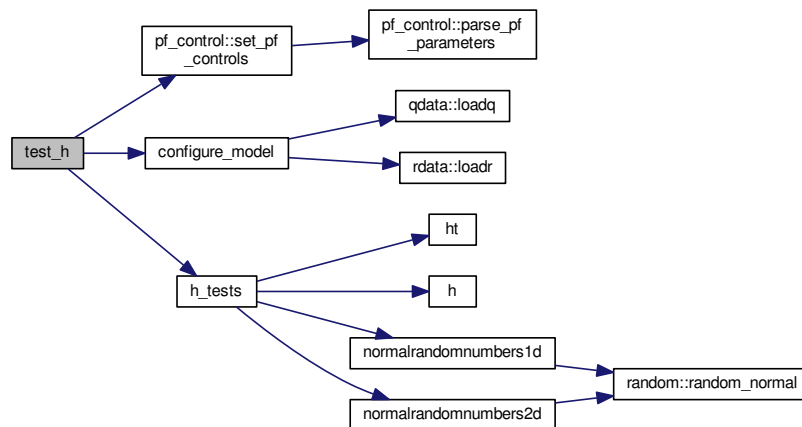 pf_control::set_pf
_controls
pf_control::parse_pf
_parameters
qdata::loadq
test_h
configure_model
rdata::loadr
ht
h_tests
h
normalrandomnumbers1d
random::random_normal
normalrandomnumbers2d